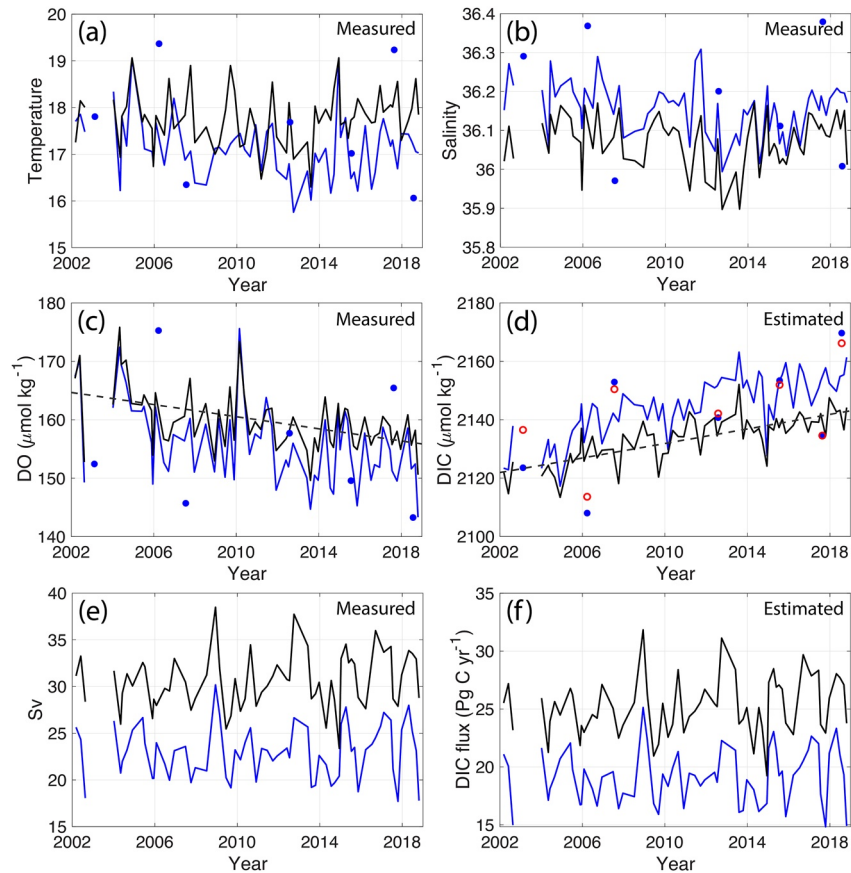 (a) Measured
20
19
18
17
16
15
Temperature
2002 2006 2010 2014 2018
Year
(b) Measured
36.4
36.3
36.2
36.1
36
35.9
35.8
Salinity
2002 2006 2010 2014 2018
Year
(c) Measured
180
170
160
150
140
DO (μmol kg⁻¹)
2002 2006 2010 2014 2018
Year
(d) Estimated
2180
2160
2140
2120
2100
DIC (μmol kg⁻¹)
2002 2006 2010 2014 2018
Year
(e) Measured
40
35
30
25
20
15
Sv
2002 2006 2010 2014 2018
Year
(f) Estimated
35
30
25
20
15
DIC flux (Pg C yr⁻¹)
2002 2006 2010 2014 2018
Year